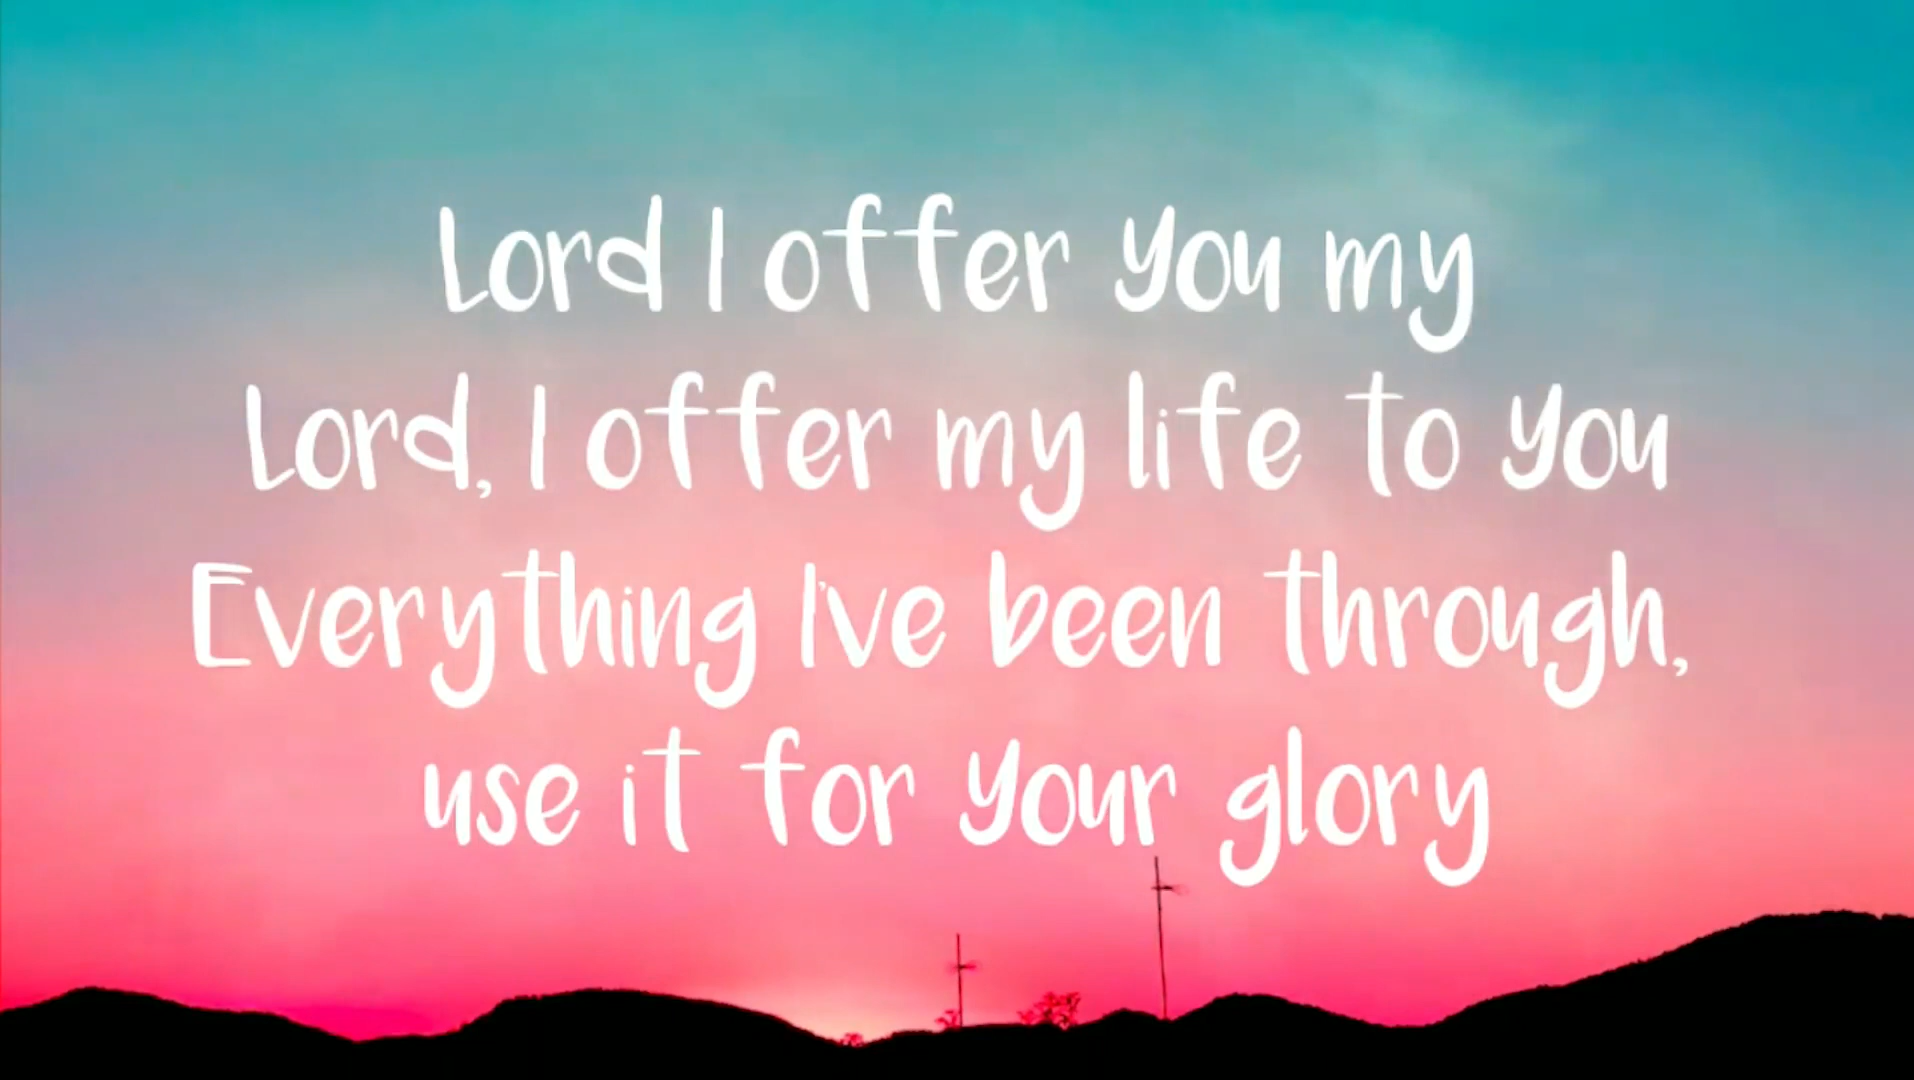 Lord I offer You my
Lord, I offer my life to You
Everything I've been through,
use it for Your glory